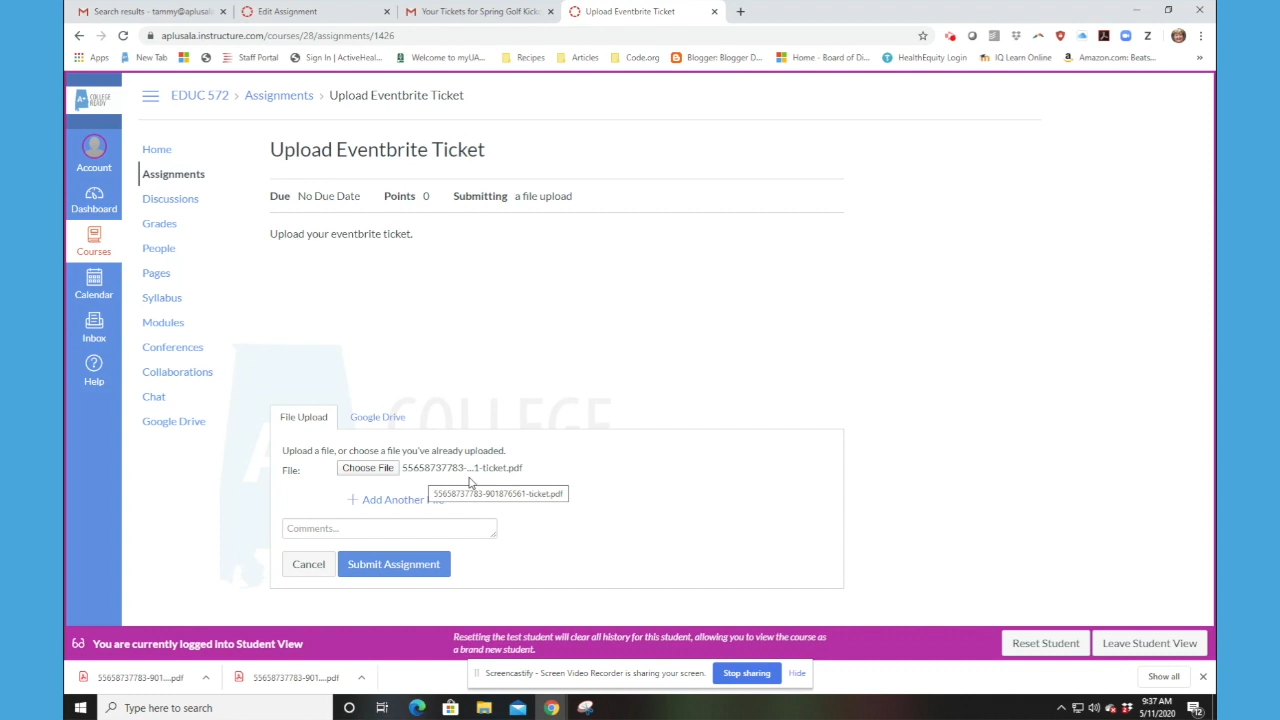 Search results - tammy@aplusala
Edit Assignment
Your Tickets for Spring Golf Kicko
Upload Eventbrite Ticket
aplusala.instructure.com/courses/28/assignments/1426
Apps
New Tab
Staff Portal
Sign In | ActiveHeal...
Welcome to myUA...
Recipes
Articles
Code.org
Blogger: Blogger D...
Home - Board of Di...
HealthEquity Login
IQ Learn Online
Amazon.com: Beats...
»
COLLEGE READY
EDUC 572 › Assignments › Upload Eventbrite Ticket
Account
Dashboard
Courses
Calendar
Inbox
Help
Home
Assignments
Discussions
Grades
People
Pages
Syllabus
Modules
Conferences
Collaborations
Chat
Google Drive
Upload Eventbrite Ticket
Due No Due Date Points 0 Submitting a file upload
Upload your eventbrite ticket.
COLLEGE
File Upload Google Drive
Upload a file, or choose a file you've already uploaded.
File: Choose File 55658737783-...1-ticket.pdf
55658737783-901876561-ticket.pdf
+ Add Another
Comments...
Cancel Submit Assignment
You are currently logged into Student View
Resetting the test student will clear all history for this student, allowing you to view the course as
a brand new student.
Reset Student Leave Student View
55658737783-901....pdf
55658737783-901....pdf
Screencastify - Screen Video Recorder is sharing your screen. Stop sharing Hide
Show all
Type here to search
9:37 AM
5/11/2020
12